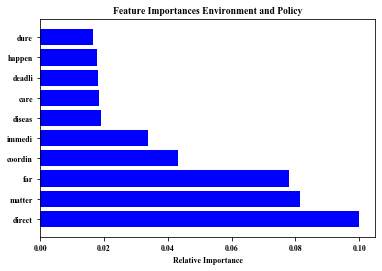 Feature Importances Environment and Policy
dure
happen
deadli
care
diseas
immedi
coordin
far
matter
direct
0.00 0.02 0.04 0.06 0.08 0.10
Relative Importance